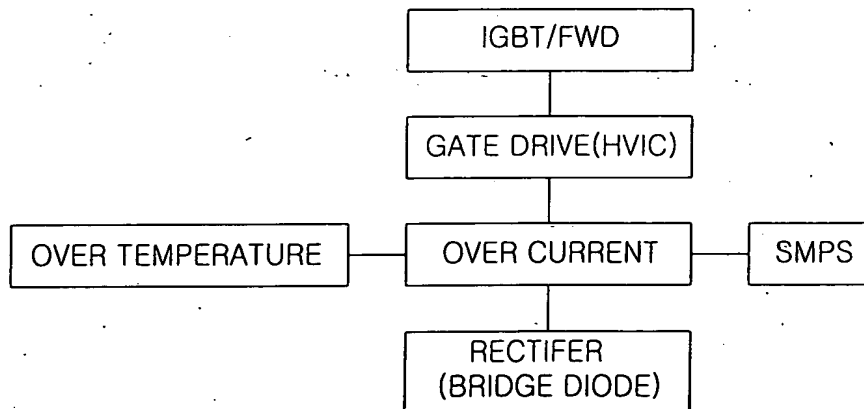 IGBT/FWD
GATE DRIVE(HVIC)
OVER TEMPERATURE
OVER CURRENT
SMPS
RECTIFER
(BRIDGE DIODE)